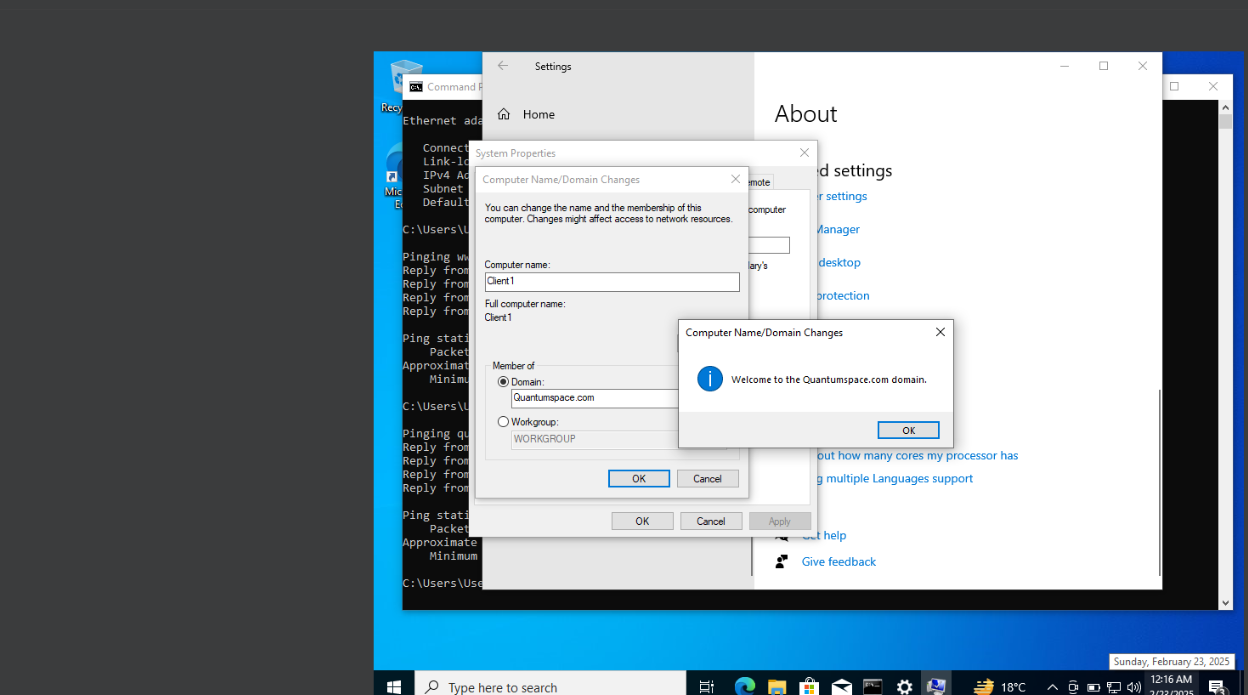 Recy
Mic
Command P
Ethernet ada
Connect
Link-lo
IPv4 Ad
Subnet
Default
C:\Users\U
Pinging ww
Reply from
Reply from
Reply from
Reply from
Ping stati
Packet
Approximat
Minimu
C:\Users\U
Pinging qu
Reply from
Reply from
Reply from
Reply from
Ping stati
Packet
Approximate
Minimum
C:\Users\Use
Settings
Home
About
d settings
r settings
Manager
desktop
protection
out how many cores my processor has
g multiple Languages support
Get help
Give feedback
System Properties
emote
computer
ary's
OK
Cancel
Apply
Computer Name/Domain Changes
You can change the name and the membership of this
computer. Changes might affect access to network resources.
Computer name:
Client1
Full computer name:
Client1
Member of
Domain:
Quantumspace.com
Workgroup:
WORKGROUP
OK
Cancel
Computer Name/Domain Changes
Welcome to the Quantumspace.com domain.
OK
Sunday, February 23, 2025
Type here to search
18°C
12:16 AM
2/23/2025
3